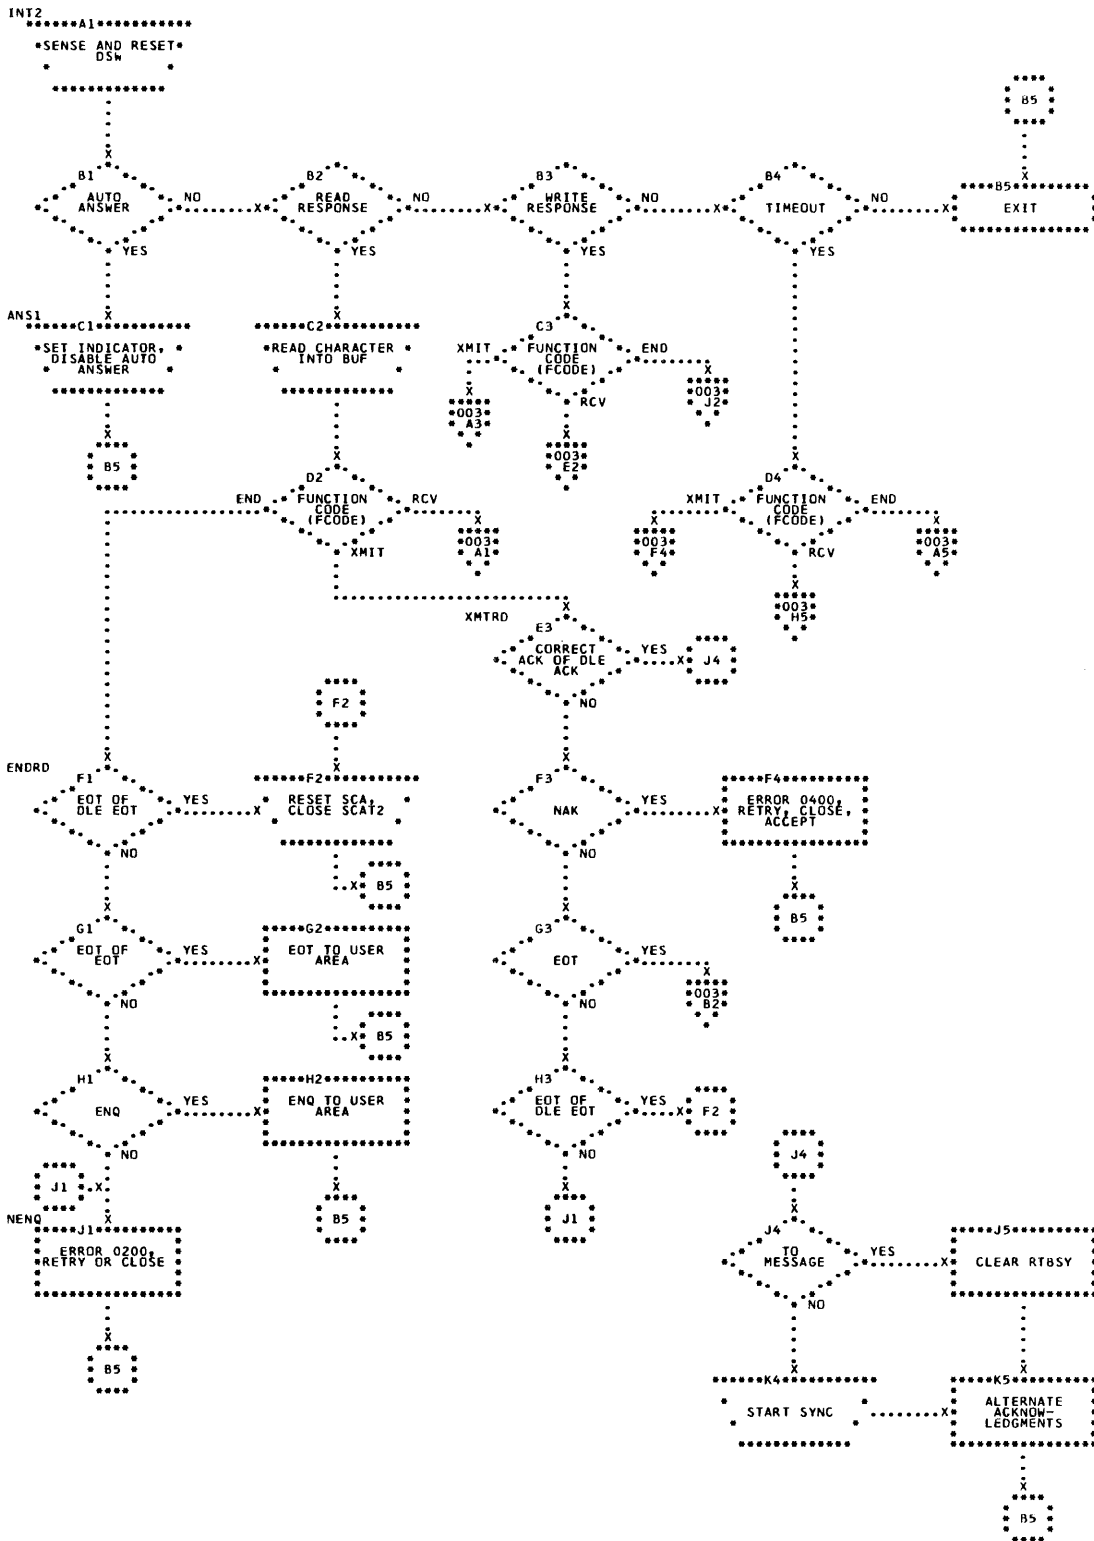 INT2
A1
SENSE AND RESET
DSW
B5
B1
AUTO
ANSWER
NO
YES
B2
READ
RESPONSE
NO
YES
B3
WRITE
RESPONSE
NO
YES
B4
TIMEOUT
NO
YES
B5
EXIT
ANS1
C1
SET INDICATOR,
DISABLE AUTO
ANSWER
C2
READ CHARACTER
INTO BUF
C3
XMIT
FUNCTION
CODE
(FCODE)
END
RCV
003
A3
003
E2
003
J2
B5
D2
END
FUNCTION
CODE
(FCODE)
RCV
XMIT
003
A1
D4
XMIT
FUNCTION
CODE
(FCODE)
END
RCV
003
F4
003
H5
003
A5
XMTRD
E3
CORRECT
ACK OF DLE
ACK
YES
NO
J4
F2
ENDRD
F1
EOT OF
DLE EOT
YES
NO
F2
RESET SCA,
CLOSE SCAT2
B5
F3
NAK
YES
NO
F4
ERROR 0400,
RETRY, CLOSE,
ACCEPT
B5
G1
EOT OF
EOT
YES
NO
G2
EOT TO USER
AREA
B5
G3
EOT
YES
NO
003
B2
H1
ENQ
YES
NO
H2
ENQ TO USER
AREA
B5
H3
EOT OF
DLE EOT
YES
NO
F2
J1
J1
NENQ
J1
ERROR 0200,
RETRY OR CLOSE
B5
J4
J4
TO
MESSAGE
YES
NO
J5
CLEAR RTBSY
K4
START SYNC
K5
ALTERNATE
ACKNOW-
LEDGMENTS
B5